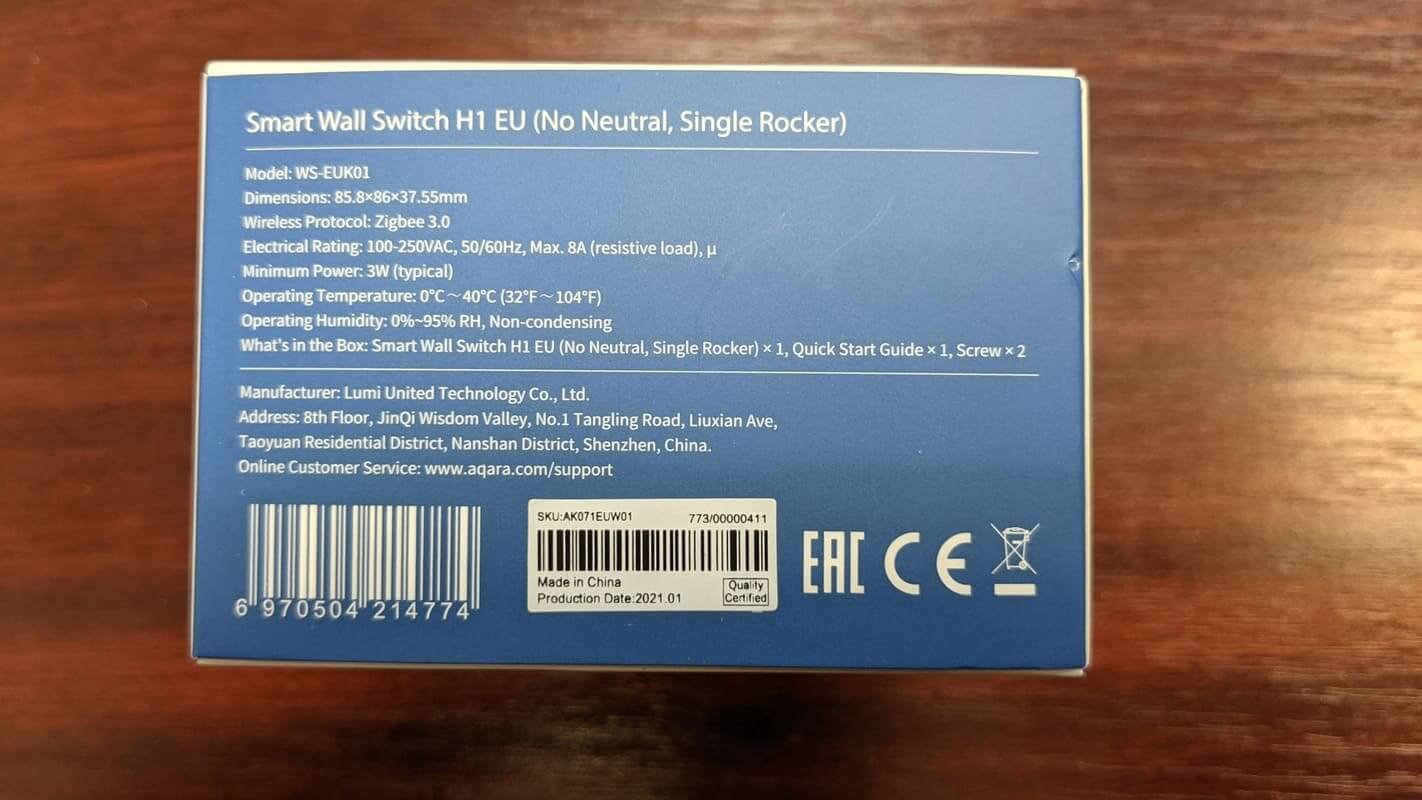 Smart Wall Switch H1 EU (No Neutral, Single Rocker)
Model: WS-EUK01
Dimensions: 85.8×86×37.55mm
Wireless Protocol: Zigbee 3.0
Electrical Rating: 100-250VAC, 50/60Hz, Max. 8A (resistive load), μ
Minimum Power: 3W (typical)
Operating Temperature: 0°C～40°C (32°F～104°F)
Operating Humidity: 0%~95% RH, Non-condensing
What's in the Box: Smart Wall Switch H1 EU (No Neutral, Single Rocker) × 1, Quick Start Guide × 1, Screw × 2
Manufacturer: Lumi United Technology Co., Ltd.
Address: 8th Floor, JinQi Wisdom Valley, No.1 Tangling Road, Liuxian Ave,
Taoyuan Residential District, Nanshan District, Shenzhen, China.
Online Customer Service: www.aqara.com/support
6 970504 214774
SKU:AK071EUW01 773/00000411
Made in China
Production Date:2021.01
Quality
Certified
EAC CE